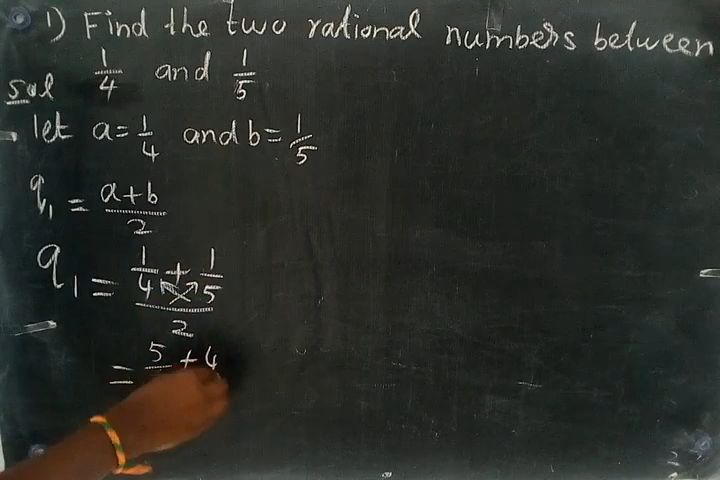 1) Find the two rational numbers between
1/4 and 1/5
Sol
let a = 1/4 and b = 1/5
q₁ = a+b/2
q₁ = 1/4 + 1/5 / 2
= 5 + 4